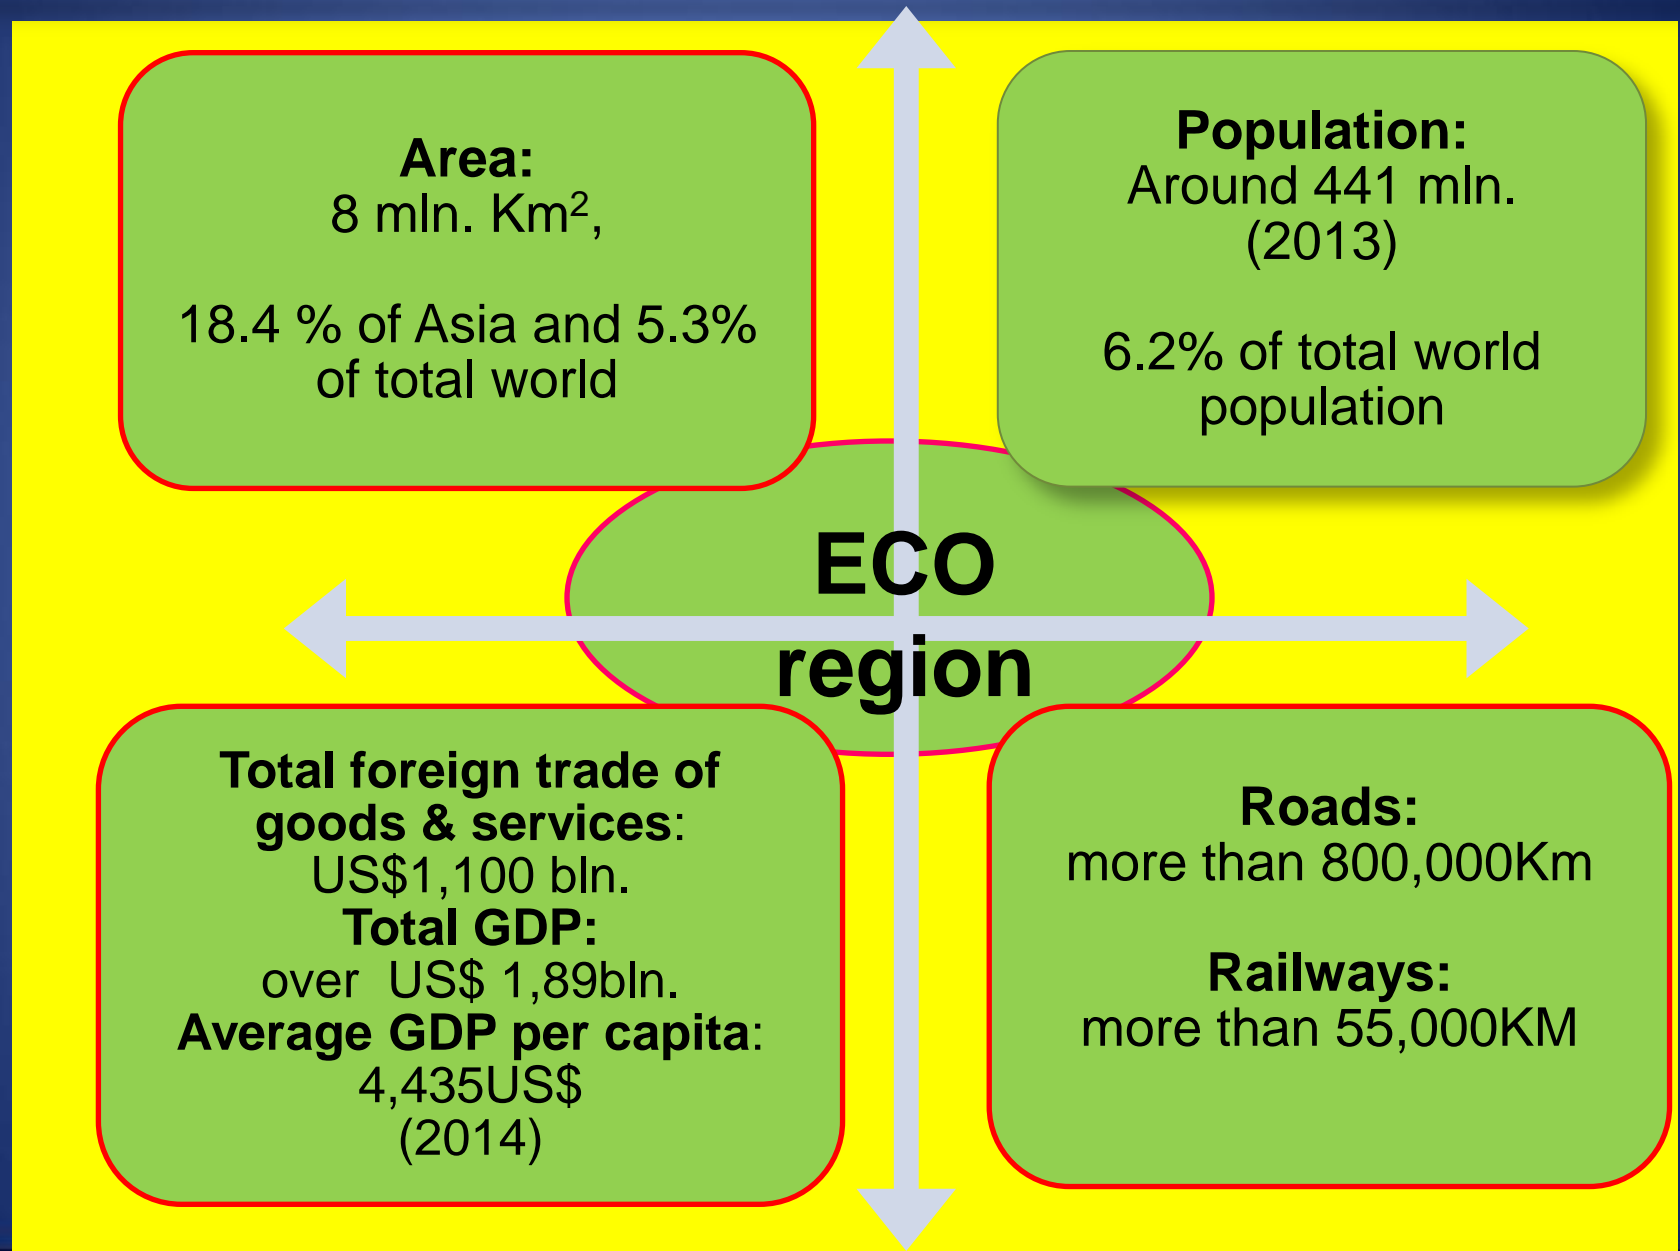 Area:
8 mln. Km²,
18.4 % of Asia and 5.3%
of total world
Population:
Around 441 mln.
(2013)
6.2% of total world
population
ECO
region
Total foreign trade of
goods & services:
US$1,100 bln.
Total GDP:
over  US$ 1,89bln.
Average GDP per capita:
4,435US$
(2014)
Roads:
more than 800,000Km
Railways:
more than 55,000KM